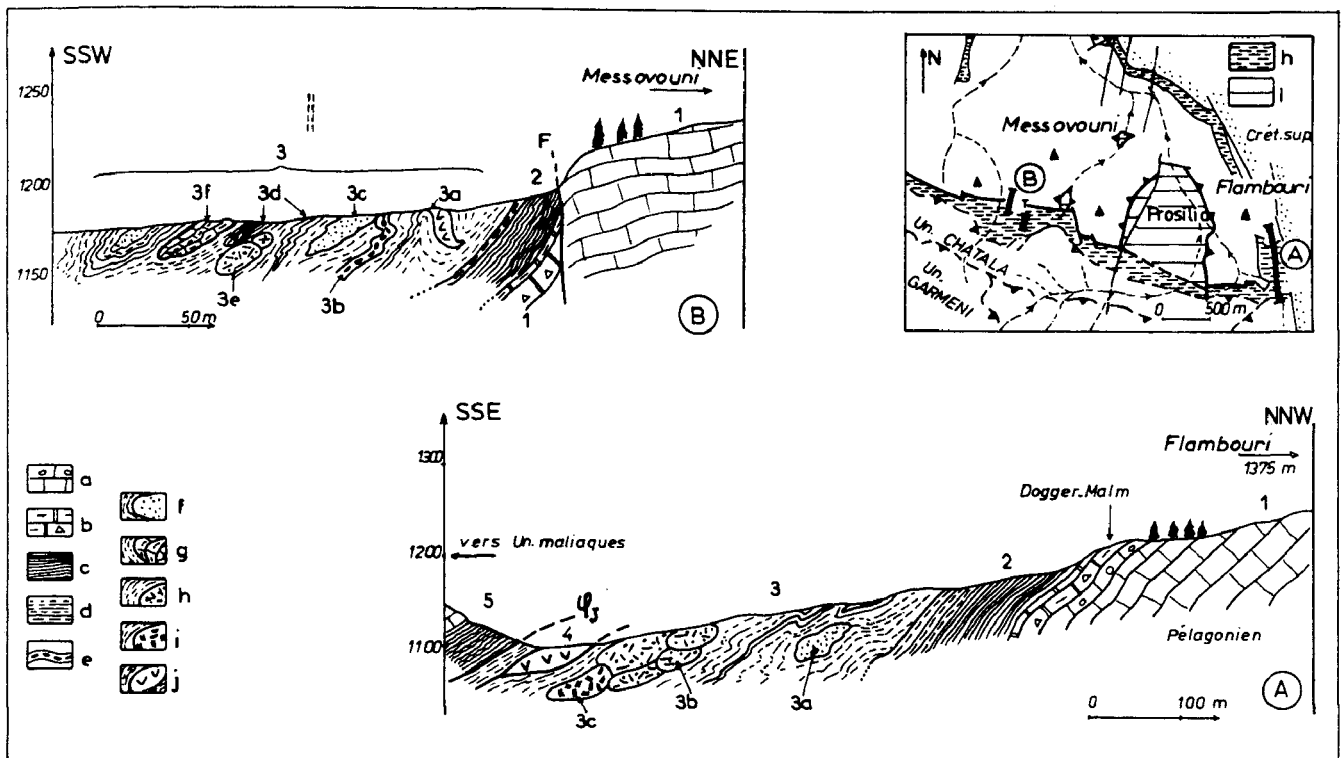 SSW
NNE
Messovouni
1250
1200
1150
3
3f
3d
3c
3a
2
F
1
3e
3b
1
0 50 m
B
N
h
i
Crét. sup
Messovouni
B
Flambouri
Prosilia
A
Un. CHATALA
Un. GARMENI
0 500 m
SSE
NNW
Flambouri
1375 m
1300
Dogger-Malm
1
vers Un. maliaques
1200
2
3
5
φ3
4
1100
Pélagonien
3b
3a
3c
0 100 m
A
a
b
c
d
e
f
g
h
i
j